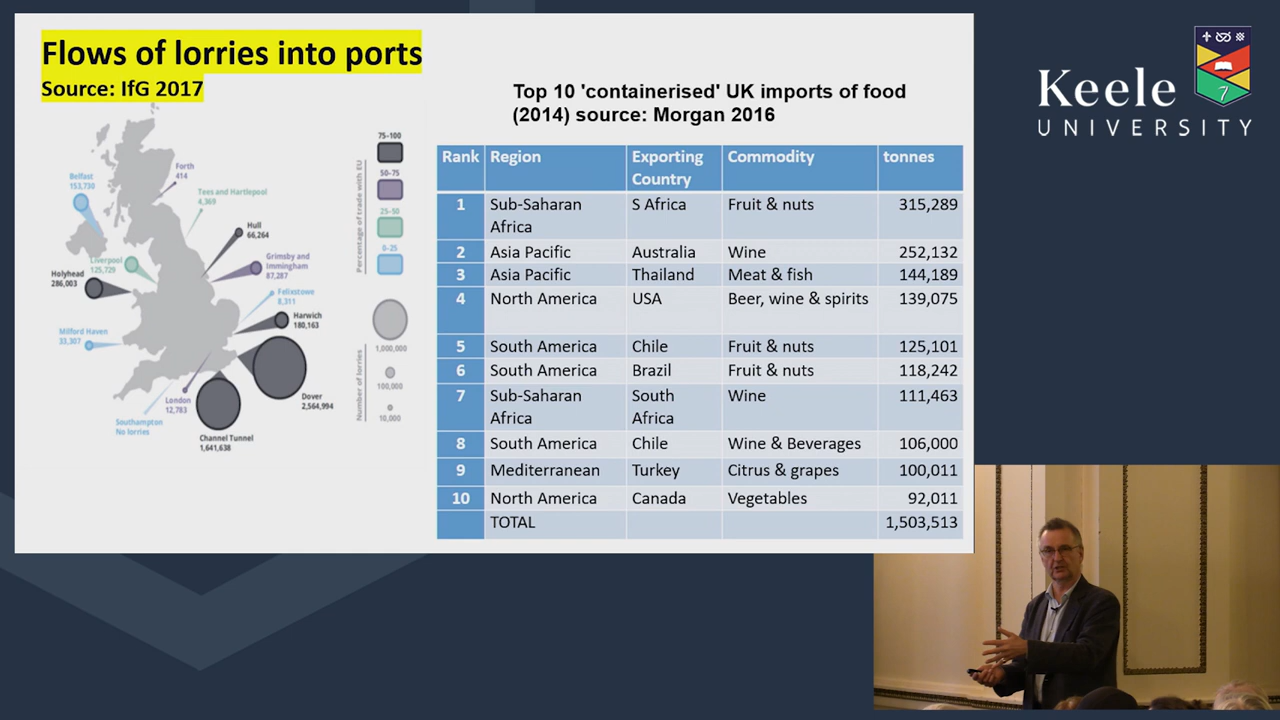 Flows of lorries into ports
Source: IfG 2017
Forth
414
Belfast
153,730
Tees and Hartlepool
4,369
Hull
66,264
Liverpool
125,729
Grimsby and
Immingham
87,287
Holyhead
286,003
Felixstowe
8,311
Harwich
180,163
Milford Haven
33,307
Dover
2,564,994
London
12,783
Southampton
No lorries
Channel Tunnel
1,641,638
Percentage of trade with EU
75-100
50-75
25-50
0-25
Number of lorries
1,000,000
100,000
10,000
Top 10 'containerised' UK imports of food
(2014) source: Morgan 2016
Rank Region Exporting Country Commodity tonnes
1 Sub-Saharan Africa S Africa Fruit & nuts 315,289
2 Asia Pacific Australia Wine 252,132
3 Asia Pacific Thailand Meat & fish 144,189
4 North America USA Beer, wine & spirits 139,075
5 South America Chile Fruit & nuts 125,101
6 South America Brazil Fruit & nuts 118,242
7 Sub-Saharan Africa South Africa Wine 111,463
8 South America Chile Wine & Beverages 106,000
9 Mediterranean Turkey Citrus & grapes 100,011
10 North America Canada Vegetables 92,011
TOTAL 1,503,513
Keele
UNIVERSITY